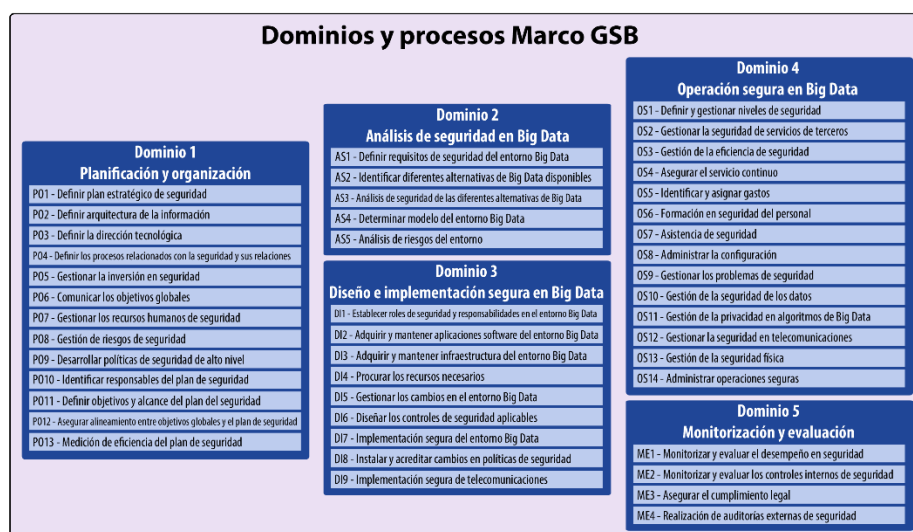 Dominios y procesos Marco GSB
Dominio 1
Planificación y organización
PO1 - Definir plan estratégico de seguridad
PO2 - Definir arquitectura de la información
PO3 - Definir la dirección tecnológica
PO4 - Definir los procesos relacionados con la seguridad y sus relaciones
PO5 - Gestionar la inversión en seguridad
PO6 - Comunicar los objetivos globales
PO7 - Gestionar los recursos humanos de seguridad
PO8 - Gestión de riesgos de seguridad
PO9 - Desarrollar políticas de seguridad de alto nivel
PO10 - Identificar responsables del plan de seguridad
PO11 - Definir objetivos y alcance del plan del seguridad
PO12 - Asegurar alineamiento entre objetivos globales y el plan de seguridad
PO13 - Medición de eficiencia del plan de seguridad
Dominio 2
Análisis de seguridad en Big Data
AS1 - Definir requisitos de seguridad del entorno Big Data
AS2 - Identificar diferentes alternativas de Big Data disponibles
AS3 - Análisis de seguridad de las diferentes alternativas de Big Data
AS4 - Determinar modelo del entorno Big Data
AS5 - Análisis de riesgos del entorno
Dominio 3
Diseño e implementación segura en Big Data
DI1 - Establecer roles de seguridad y responsabilidades en el entorno Big Data
DI2 - Adquirir y mantener aplicaciones software del entorno Big Data
DI3 - Adquirir y mantener infraestructura del entorno Big Data
DI4 - Procurar los recursos necesarios
DI5 - Gestionar los cambios en el entorno Big Data
DI6 - Diseñar los controles de seguridad aplicables
DI7 - Implementación segura del entorno Big Data
DI8 - Instalar y acreditar cambios en políticas de seguridad
DI9 - Implementación segura de telecomunicaciones
Dominio 4
Operación segura en Big Data
OS1 - Definir y gestionar niveles de seguridad
OS2 - Gestionar la seguridad de servicios de terceros
OS3 - Gestión de la eficiencia de seguridad
OS4 - Asegurar el servicio continuo
OS5 - Identificar y asignar gastos
OS6 - Formación en seguridad del personal
OS7 - Asistencia de seguridad
OS8 - Administrar la configuración
OS9 - Gestionar los problemas de seguridad
OS10 - Gestión de la seguridad de los datos
OS11 - Gestión de la privacidad en algoritmos de Big Data
OS12 - Gestionar la seguridad en telecomunicaciones
OS13 - Gestión de la seguridad física
OS14 - Administrar operaciones seguras
Dominio 5
Monitorización y evaluación
ME1 - Monitorizar y evaluar el desempeño en seguridad
ME2 - Monitorizar y evaluar los controles internos de seguridad
ME3 - Asegurar el cumplimiento legal
ME4 - Realización de auditorías externas de seguridad